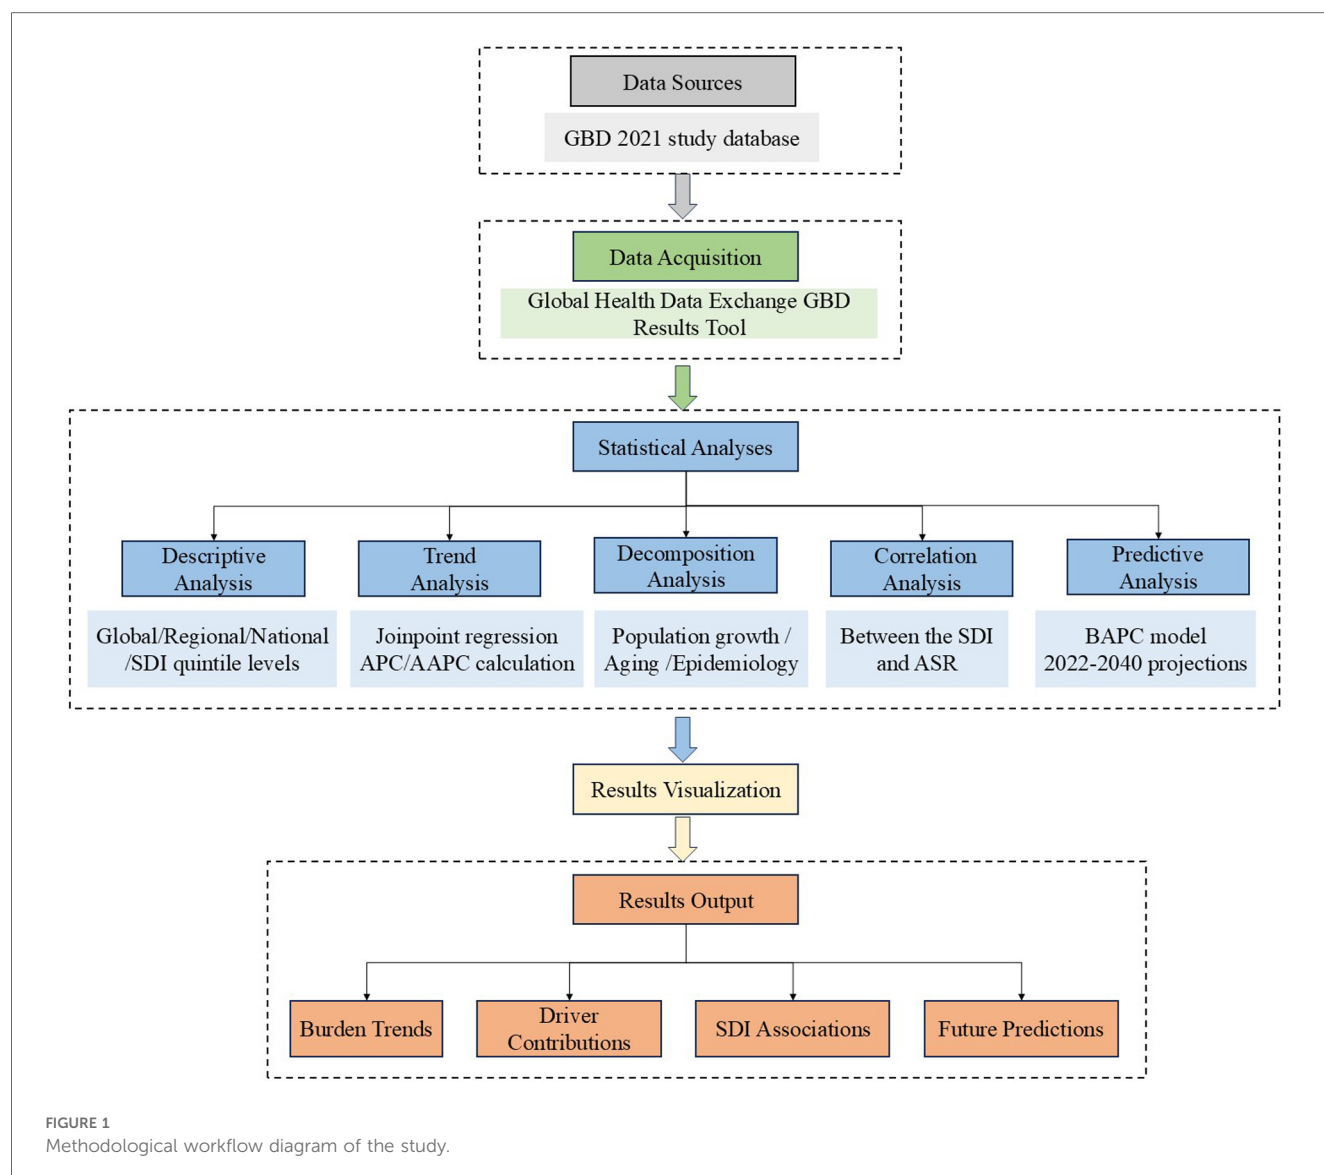 Data Sources
GBD 2021 study database
Data Acquisition
Global Health Data Exchange GBD
Results Tool
Statistical Analyses
Descriptive
Analysis
Trend
Analysis
Decomposition
Analysis
Correlation
Analysis
Predictive
Analysis
Global/Regional/National
/SDI quintile levels
Joinpoint regression
APC/AAPC calculation
Population growth /
Aging /Epidemiology
Between the SDI
and ASR
BAPC model
2022-2040 projections
Results Visualization
Results Output
Burden Trends
Driver
Contributions
SDI Associations
Future Predictions
FIGURE 1
Methodological workflow diagram of the study.